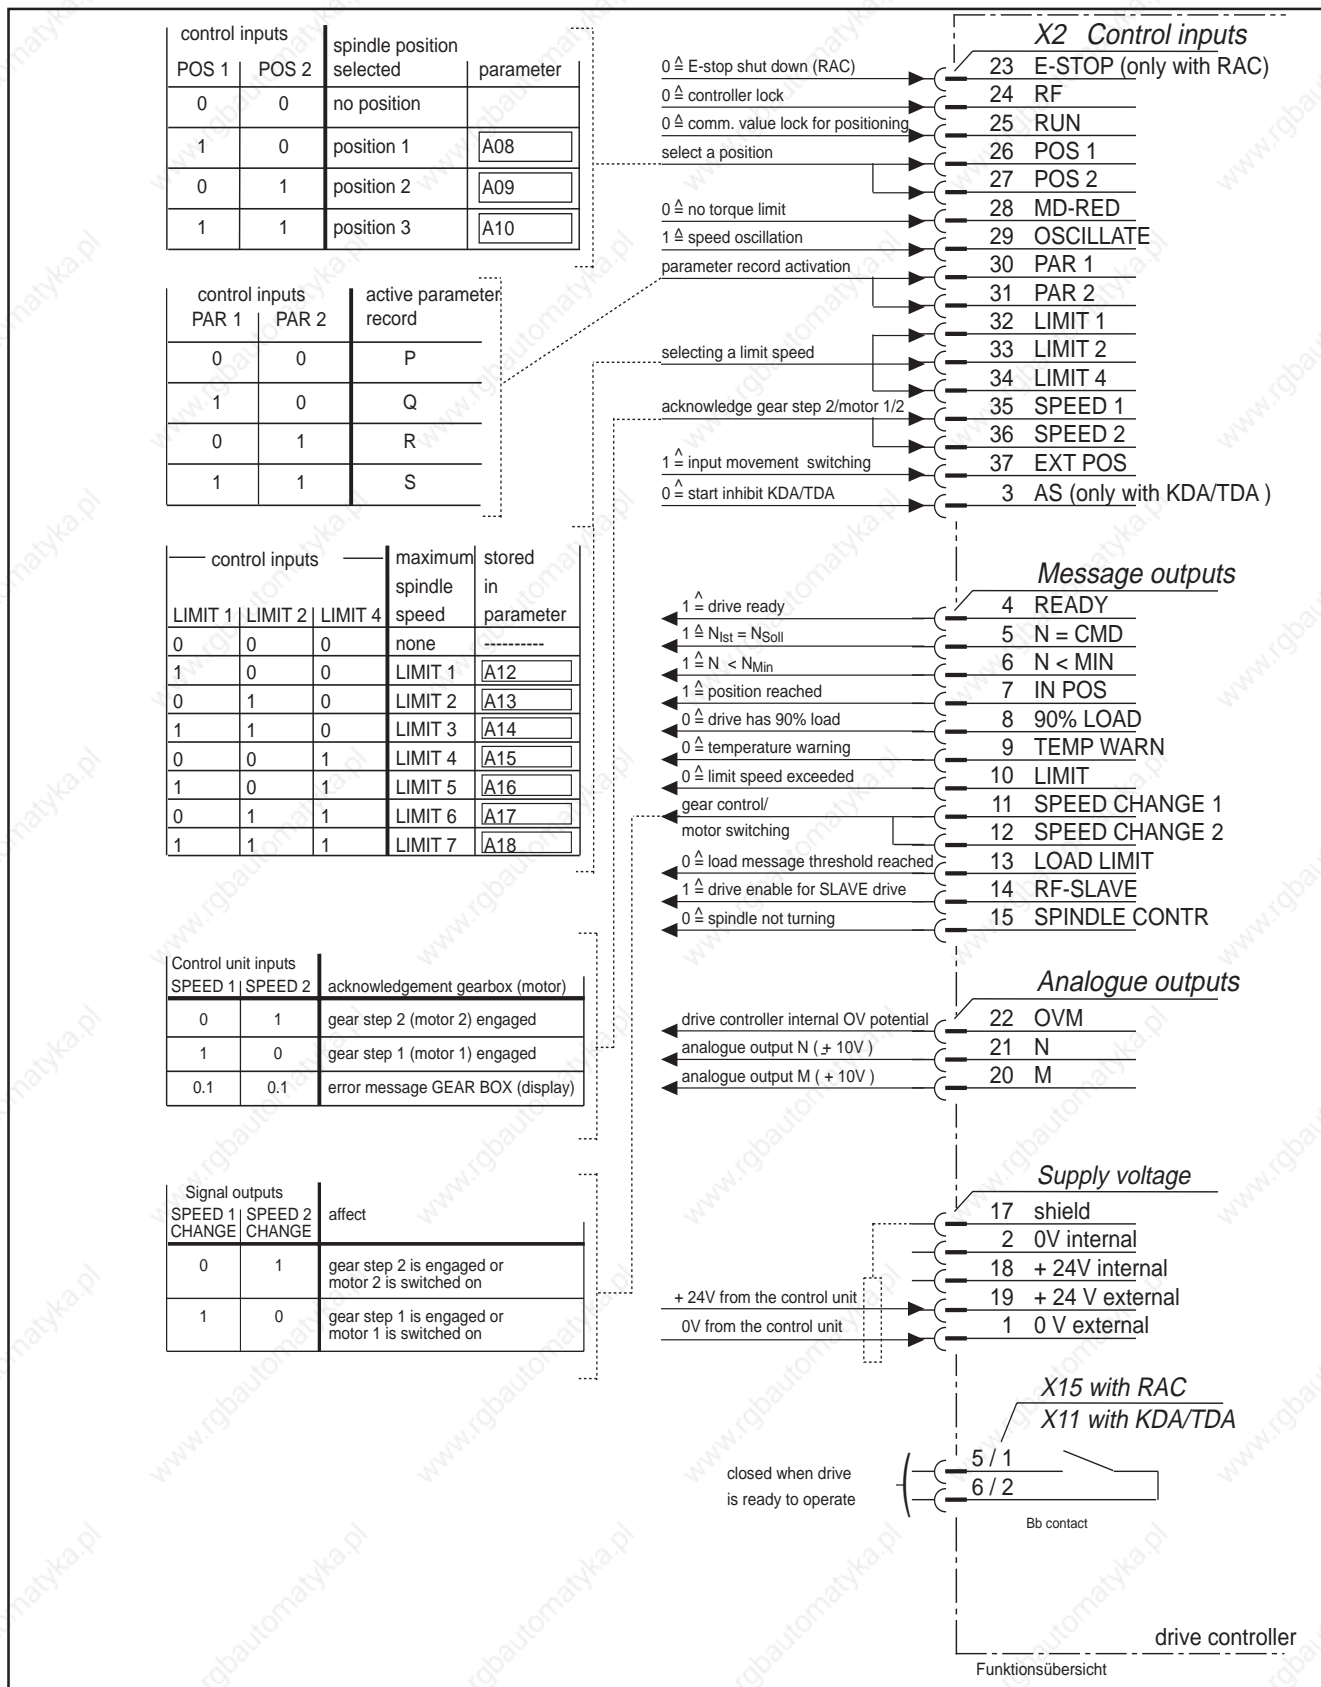 control inputs
POS 1 POS 2 spindle position selected parameter
0 0 no position
1 0 position 1 A08
0 1 position 2 A09
1 1 position 3 A10
control inputs active parameter
PAR 1 PAR 2 record
0 0 P
1 0 Q
0 1 R
1 1 S
control inputs maximum stored
spindle in
LIMIT 1 LIMIT 2 LIMIT 4 speed parameter
0 0 0 none ----------
1 0 0 LIMIT 1 A12
0 1 0 LIMIT 2 A13
1 1 0 LIMIT 3 A14
0 0 1 LIMIT 4 A15
1 0 1 LIMIT 5 A16
0 1 1 LIMIT 6 A17
1 1 1 LIMIT 7 A18
Control unit inputs
SPEED 1 SPEED 2 acknowledgement gearbox (motor)
0 1 gear step 2 (motor 2) engaged
1 0 gear step 1 (motor 1) engaged
0.1 0.1 error message GEAR BOX (display)
Signal outputs
SPEED 1 SPEED 2 affect
CHANGE CHANGE
0 1 gear step 2 is engaged or
motor 2 is switched on
1 0 gear step 1 is engaged or
motor 1 is switched on
X2 Control inputs
0 ≙ E-stop shut down (RAC) 23 E-STOP (only with RAC)
0 ≙ controller lock 24 RF
0 ≙ comm. value lock for positioning 25 RUN
select a position 26 POS 1
27 POS 2
0 ≙ no torque limit 28 MD-RED
1 ≙ speed oscillation 29 OSCILLATE
parameter record activation 30 PAR 1
31 PAR 2
32 LIMIT 1
selecting a limit speed 33 LIMIT 2
34 LIMIT 4
acknowledge gear step 2/motor 1/2 35 SPEED 1
36 SPEED 2
1 ≙ input movement switching 37 EXT POS
0 ≙ start inhibit KDA/TDA 3 AS (only with KDA/TDA )
Message outputs
1 ≙ drive ready 4 READY
1 ≙ NIst = NSoll 5 N = CMD
1 ≙ N < NMin 6 N < MIN
1 ≙ position reached 7 IN POS
0 ≙ drive has 90% load 8 90% LOAD
0 ≙ temperature warning 9 TEMP WARN
0 ≙ limit speed exceeded 10 LIMIT
gear control/ 11 SPEED CHANGE 1
motor switching 12 SPEED CHANGE 2
0 ≙ load message threshold reached 13 LOAD LIMIT
1 ≙ drive enable for SLAVE drive 14 RF-SLAVE
0 ≙ spindle not turning 15 SPINDLE CONTR
Analogue outputs
drive controller internal OV potential 22 OVM
analogue output N ( ± 10V ) 21 N
analogue output M ( + 10V ) 20 M
Supply voltage
17 shield
2 0V internal
18 + 24V internal
+ 24V from the control unit 19 + 24 V external
0V from the control unit 1 0 V external
X15 with RAC
X11 with KDA/TDA
closed when drive 5 / 1
is ready to operate 6 / 2
Bb contact
drive controller
Funktionsübersicht
www.rgbautomatyka.pl